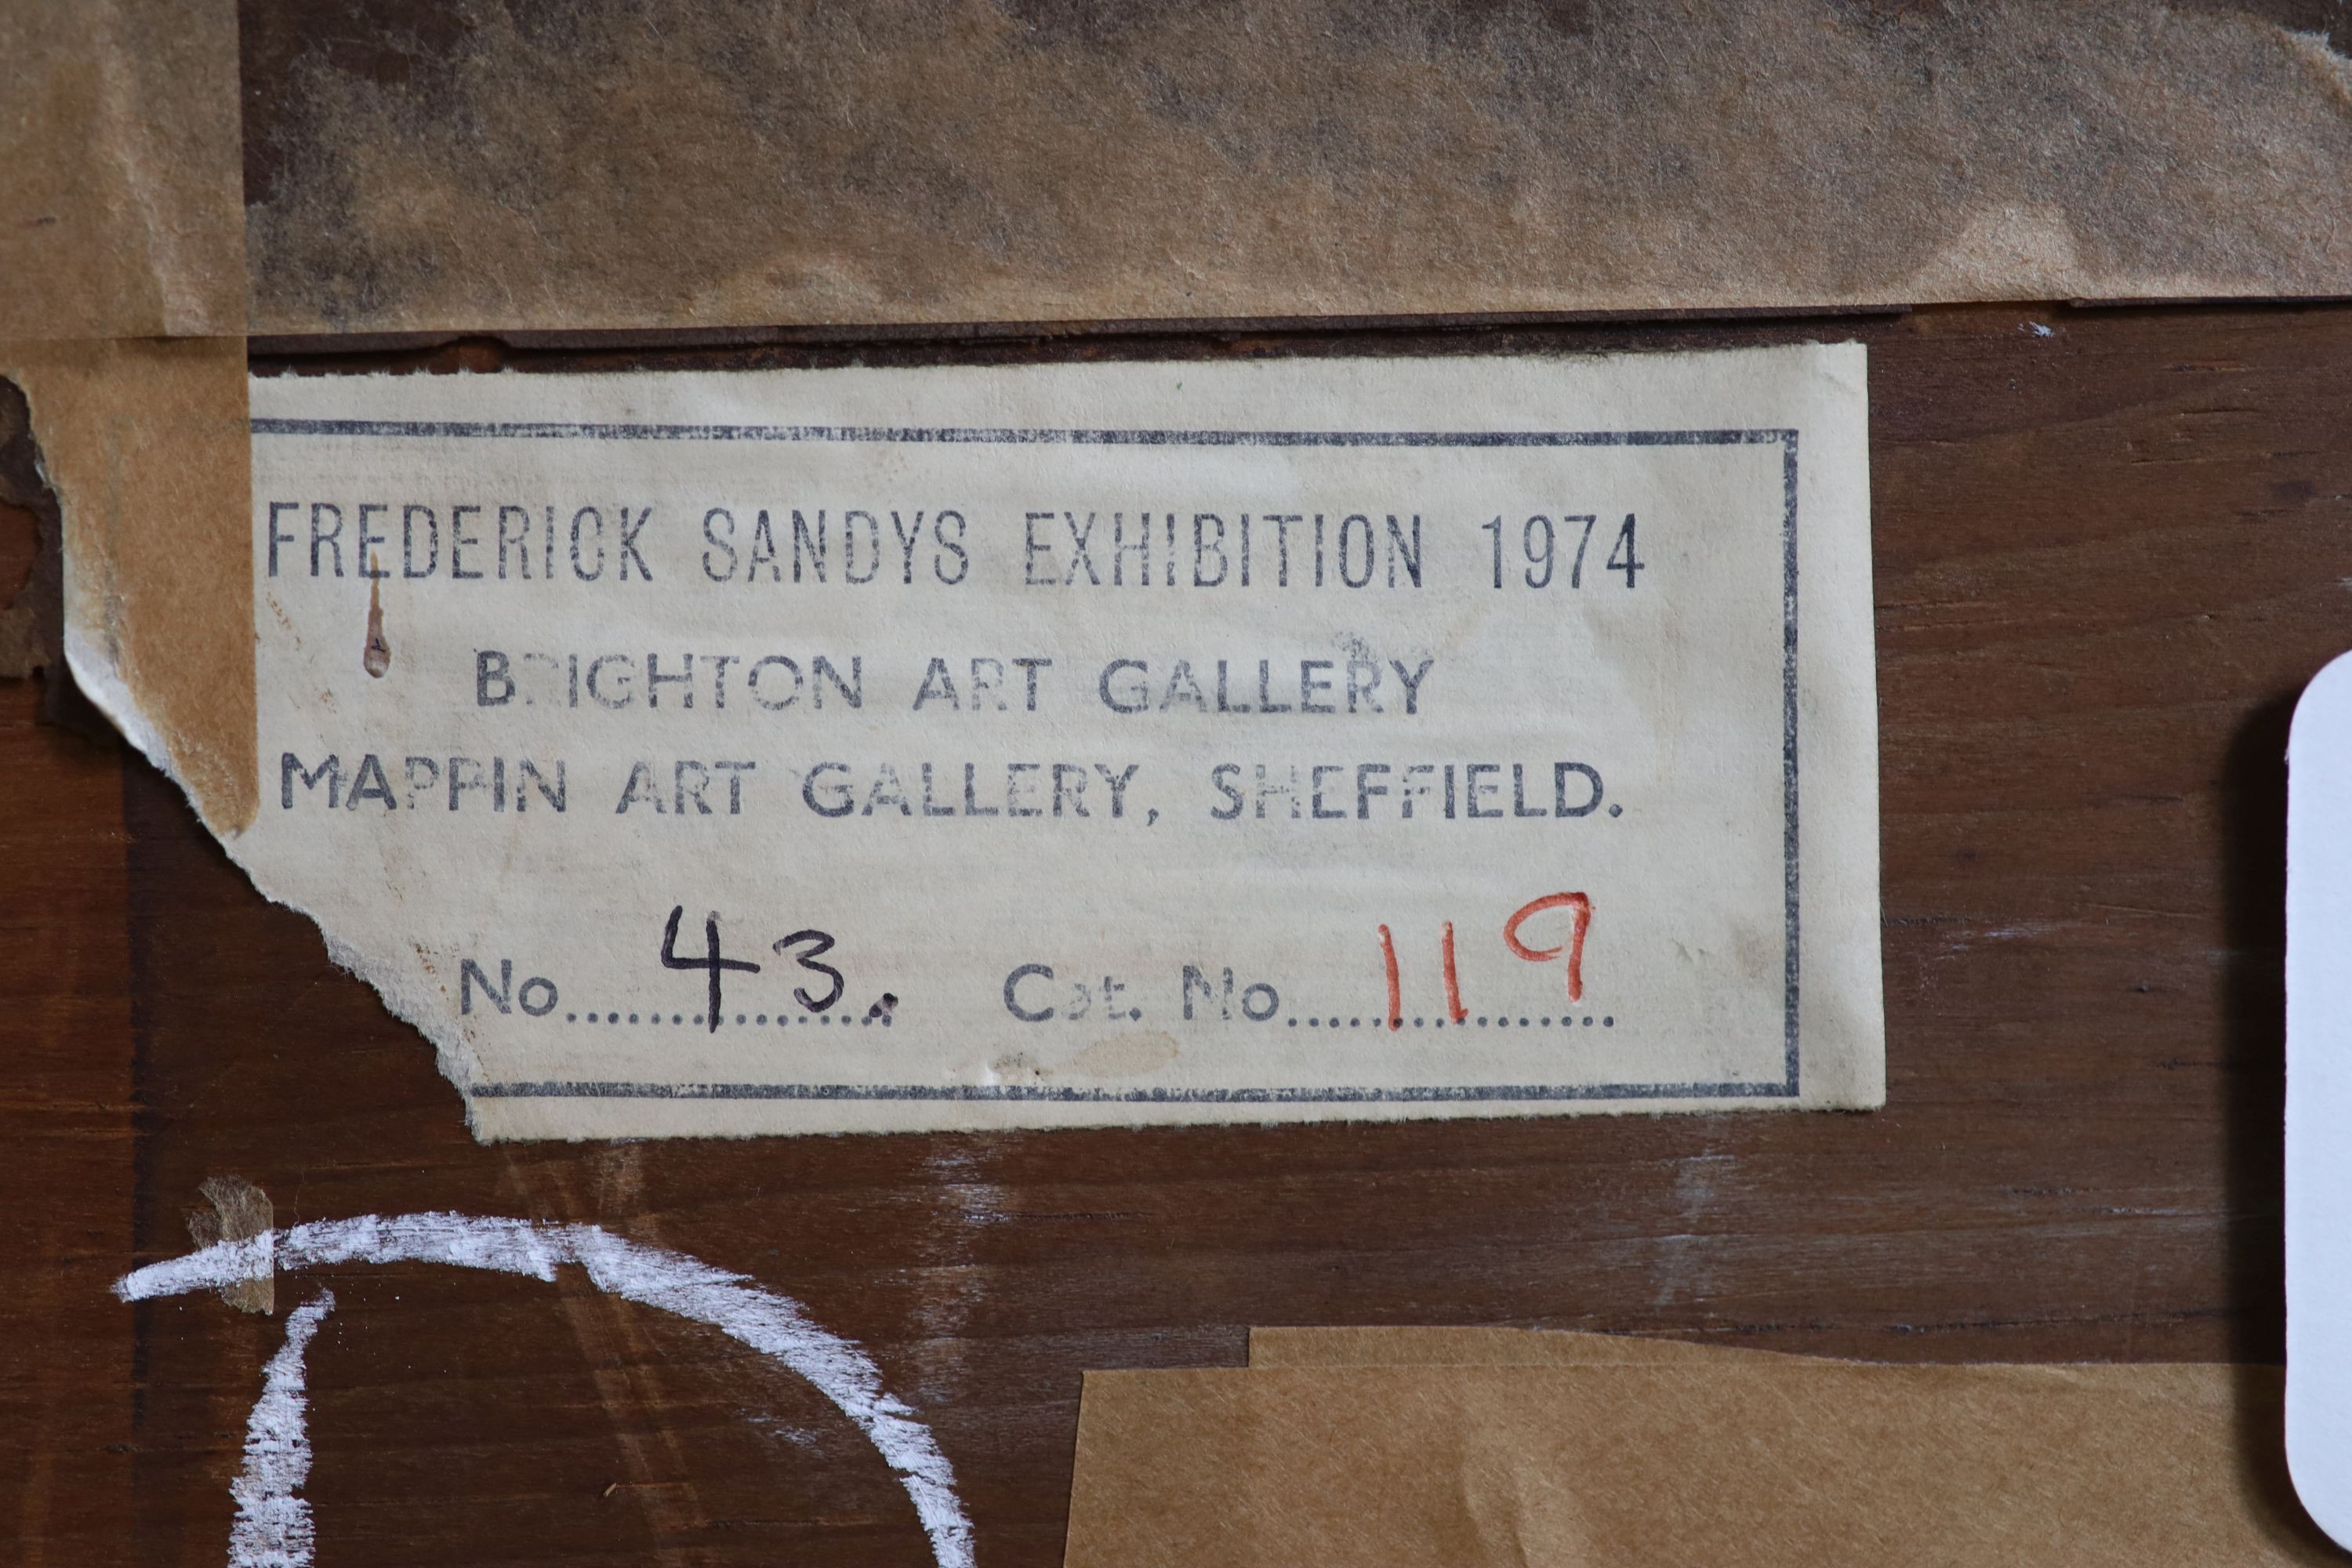 FREDERICK SANDYS EXHIBITION 1974
BRIGHTON ART GALLERY
MAPPIN ART GALLERY, SHEFFIELD.
No......43. Cat. No......119......